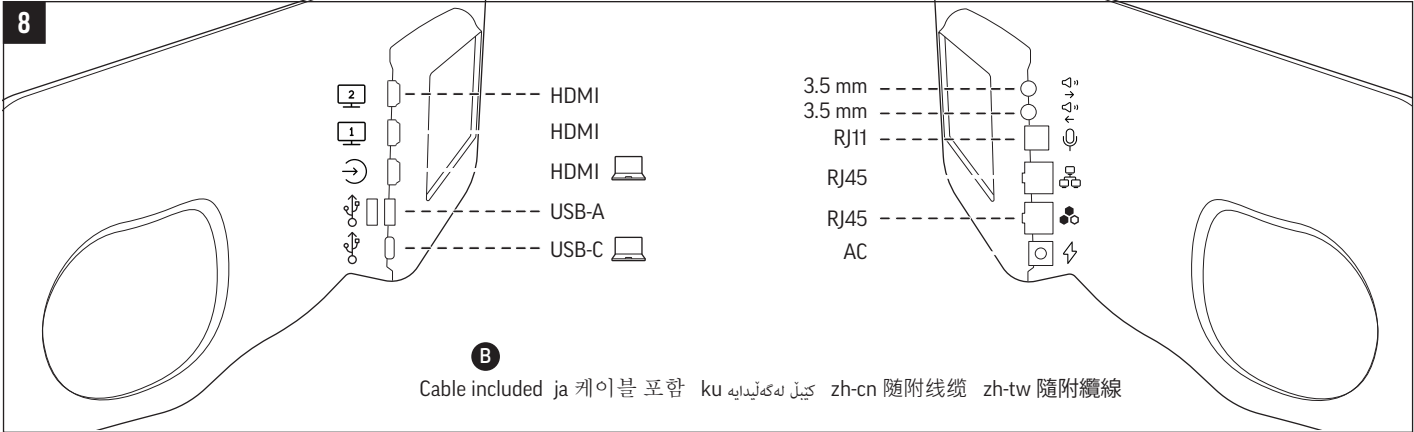 8
2
HDMI
1
HDMI
HDMI
USB-A
USB-C
3.5 mm
3.5 mm
RJ11
RJ45
RJ45
AC
B
Cable included ja 케이블 포함 ku کێبڵ لەگەڵیدایە zh-cn 随附线缆 zh-tw 隨附纜線